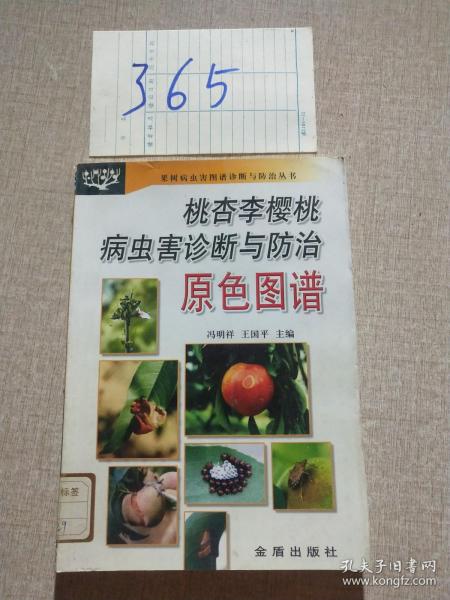 365
果树病虫害图谱诊断与防治丛书
桃杏李樱桃
病虫害诊断与防治
原色图谱
冯明祥 王国平 主编
标签
金盾出版社
孔夫子旧书网
www.kongfz.com